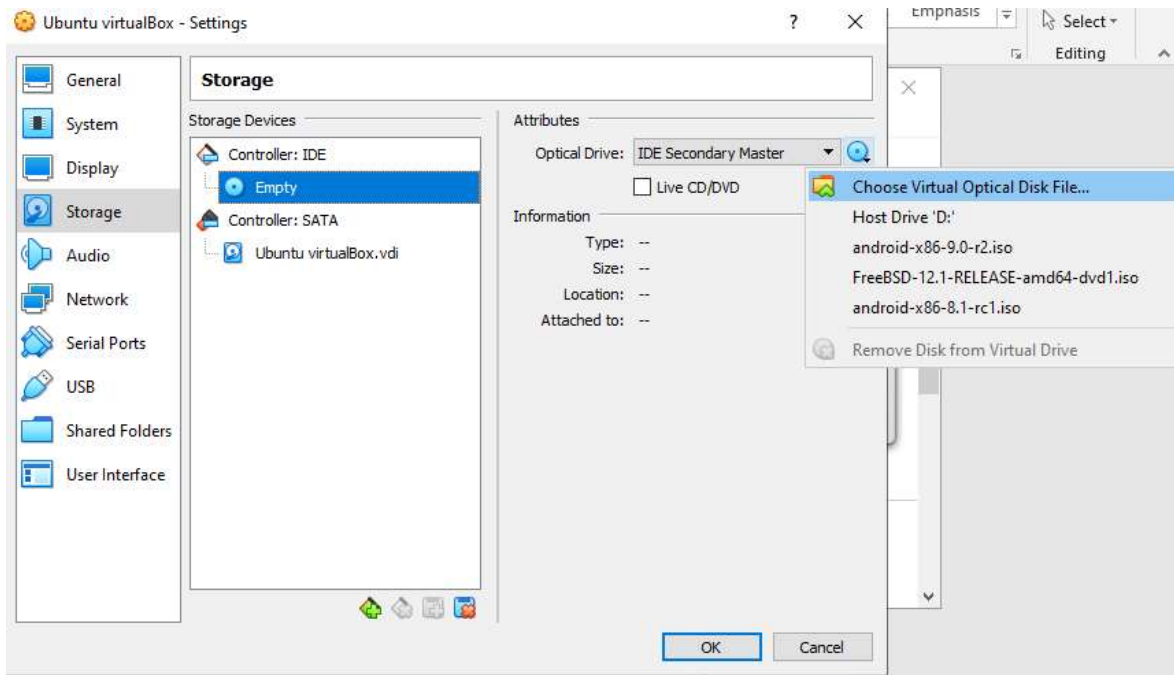 Ubuntu virtualBox - Settings
?
Emphasis
Select
Editing
General
System
Display
Storage
Audio
Network
Serial Ports
USB
Shared Folders
User Interface
Storage
Storage Devices
Controller: IDE
Empty
Controller: SATA
Ubuntu virtualBox.vdi
Attributes
Optical Drive: IDE Secondary Master
Live CD/DVD
Information
Type: --
Size: --
Location: --
Attached to: --
Choose Virtual Optical Disk File...
Host Drive 'D:'
android-x86-9.0-r2.iso
FreeBSD-12.1-RELEASE-amd64-dvd1.iso
android-x86-8.1-rc1.iso
Remove Disk from Virtual Drive
OK
Cancel